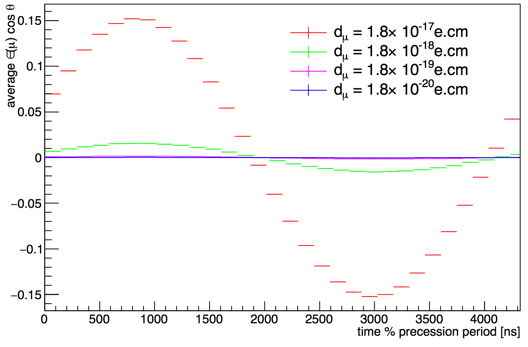 average ∈(μ) cos θ
0.15
0.1
0.05
0
−0.05
−0.1
−0.15
dμ = 1.8× 10-17e.cm
dμ = 1.8× 10-18e.cm
dμ = 1.8× 10-19e.cm
dμ = 1.8× 10-20e.cm
0 500 1000 1500 2000 2500 3000 3500 4000
time % precession period [ns]